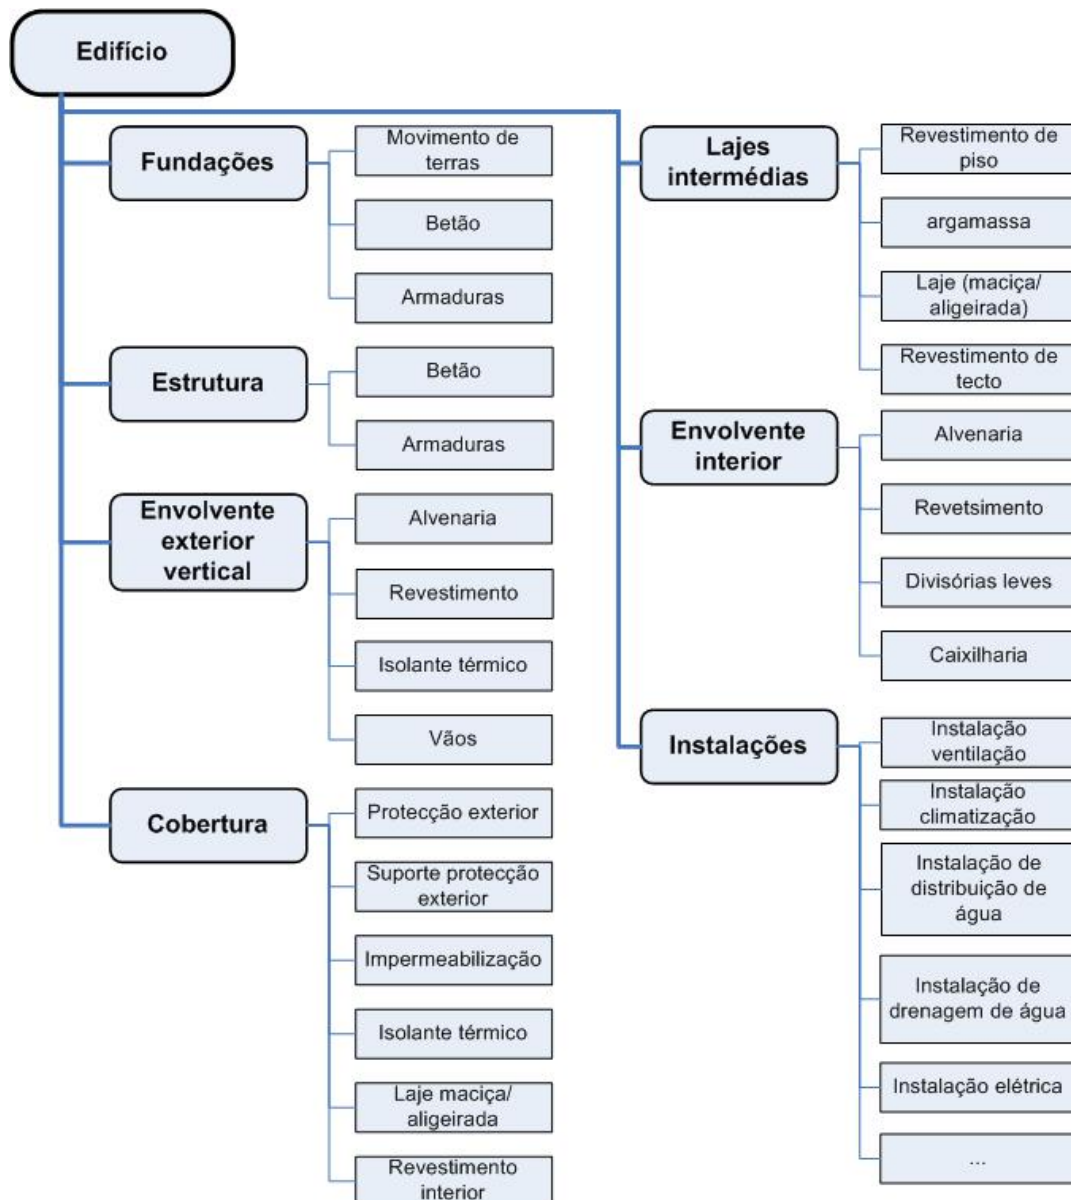 Edifício
Fundações
Movimento de
terras
Betão
Armaduras
Estrutura
Betão
Armaduras
Envolvente
exterior
vertical
Alvenaria
Revestimento
Isolante térmico
Vãos
Cobertura
Protecção exterior
Suporte protecção
exterior
Impermeabilização
Isolante térmico
Laje maciça/
aligeirada
Revestimento
interior
Lajes
intermédias
Revestimento de
piso
argamassa
Laje (maciça/
aligeirada)
Revestimento de
tecto
Envolvente
interior
Alvenaria
Revetsimento
Divisórias leves
Caixilharia
Instalações
Instalação
ventilação
Instalação
climatização
Instalação de
distribuição de
água
Instalação de
drenagem de água
Instalação elétrica
...